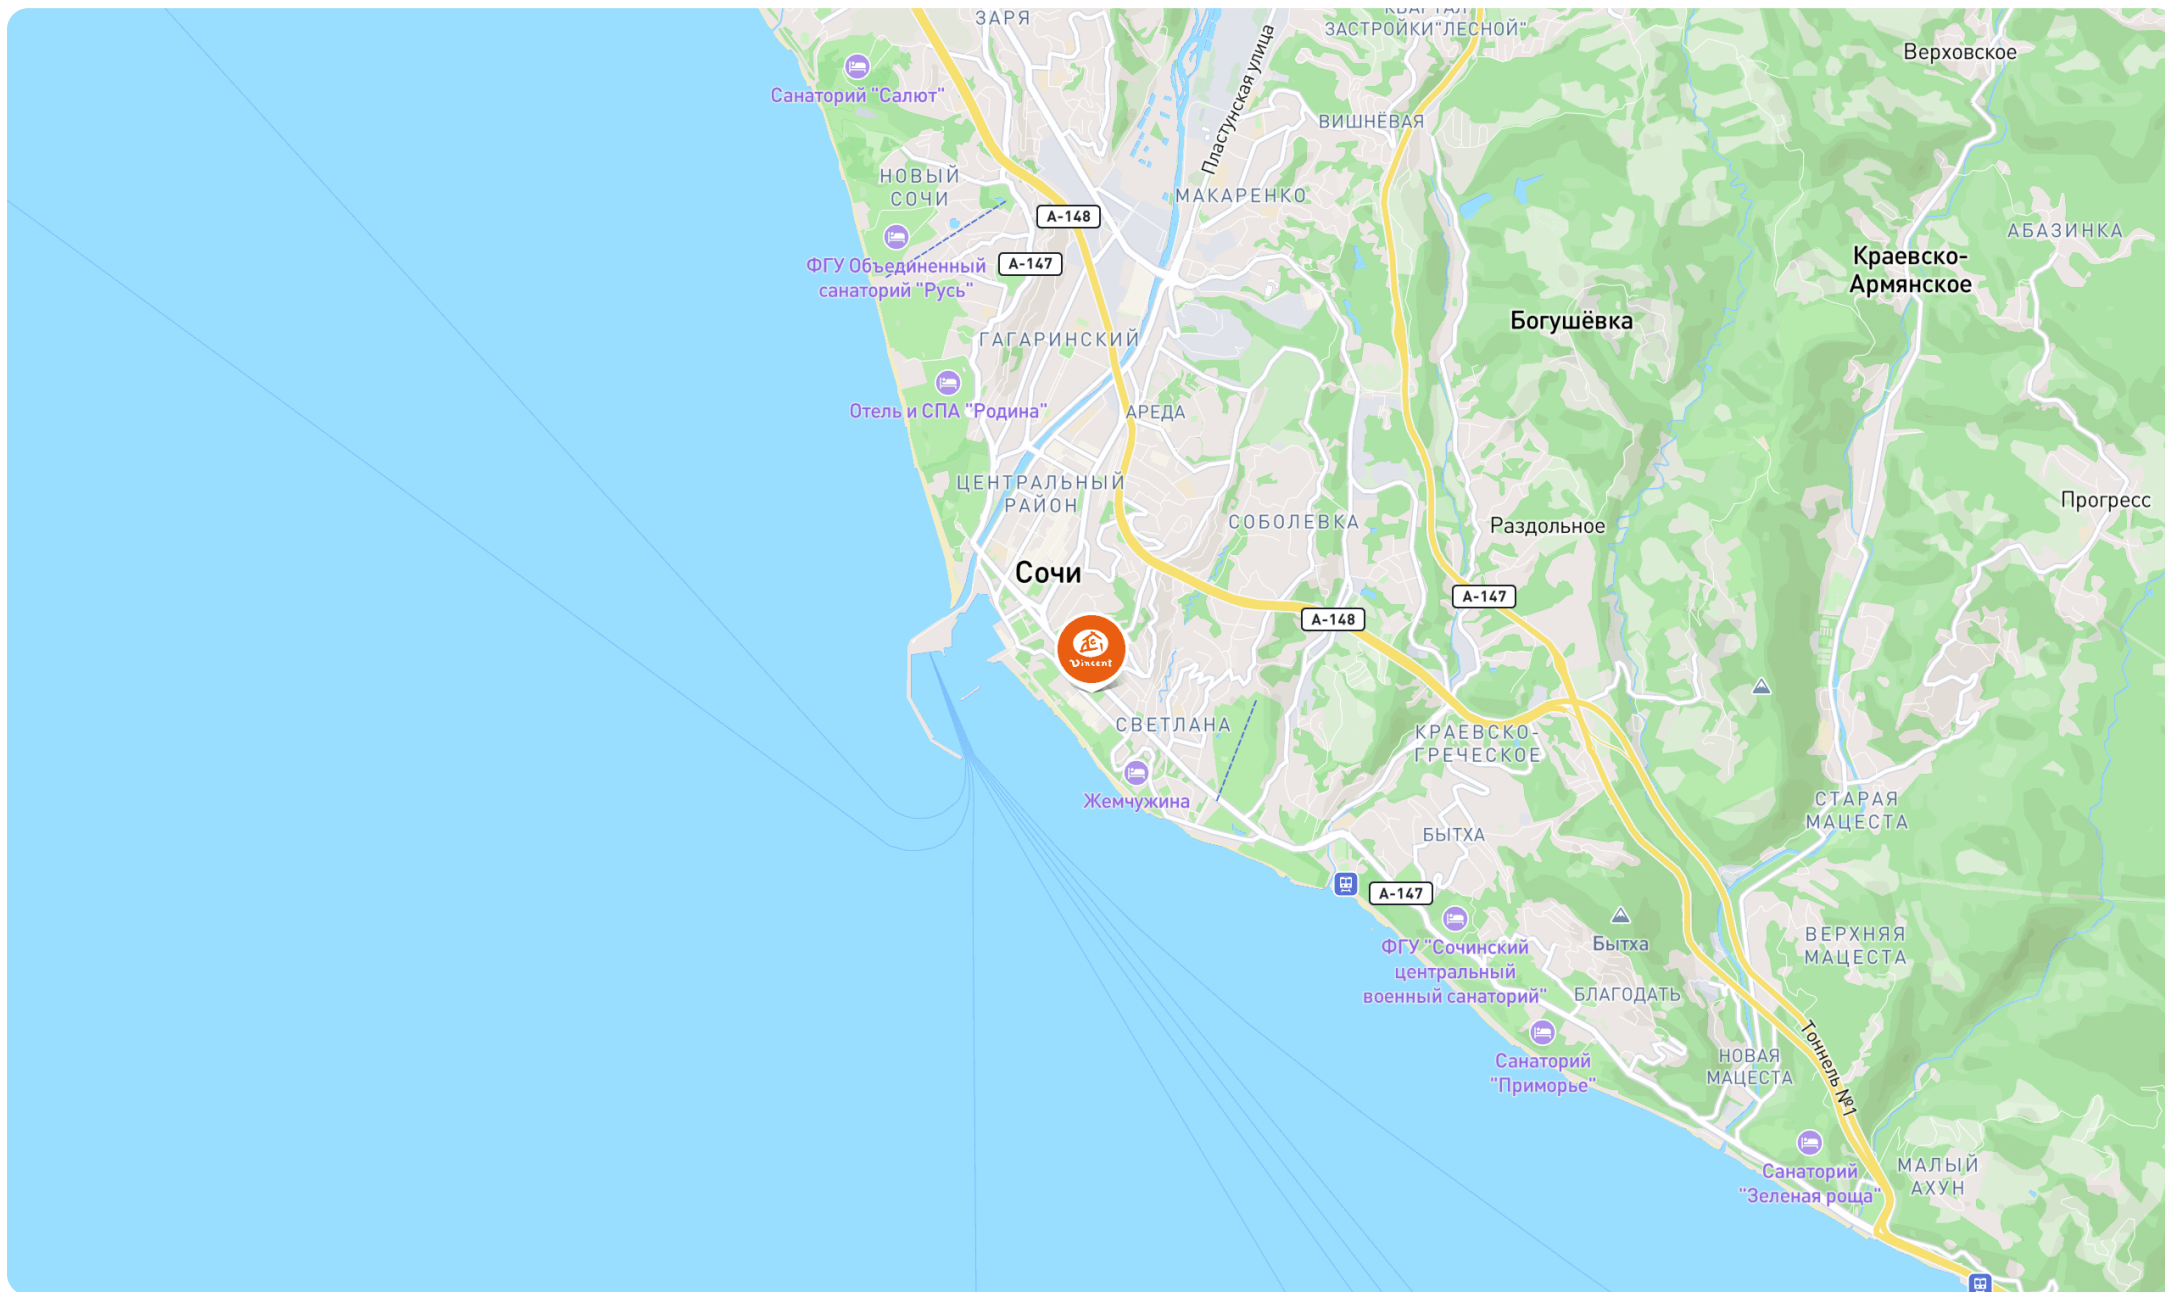 ЗАРЯ
КВАРТАЛ
ЗАСТРОЙКИ"ЛЕСНОЙ"
Верховское
Санаторий "Салют"
Пластунская улица
ВИШНЁВАЯ
НОВЫЙ
СОЧИ
МАКАРЕНКО
А-148
АБАЗИНКА
ФГУ Объединенный
санаторий "Русь"
А-147
Краевско-
Армянское
Богушёвка
ГАГАРИНСКИЙ
Отель и СПА "Родина"
АРЕДА
ЦЕНТРАЛЬНЫЙ
РАЙОН
Прогресс
СОБОЛЕВКА
Раздольное
Сочи
А-147
А-148
Vincent
СВЕТЛАНА
КРАЕВСКО-
ГРЕЧЕСКОЕ
Жемчужина
СТАРАЯ
МАЦЕСТА
БЫТХА
А-147
ФГУ "Сочинский
центральный
военный санаторий"
Бытха
ВЕРХНЯЯ
МАЦЕСТА
БЛАГОДАТЬ
Санаторий
"Приморье"
НОВАЯ
МАЦЕСТА
Тоннель №1
Санаторий
"Зеленая роща"
МАЛЫЙ
АХУН